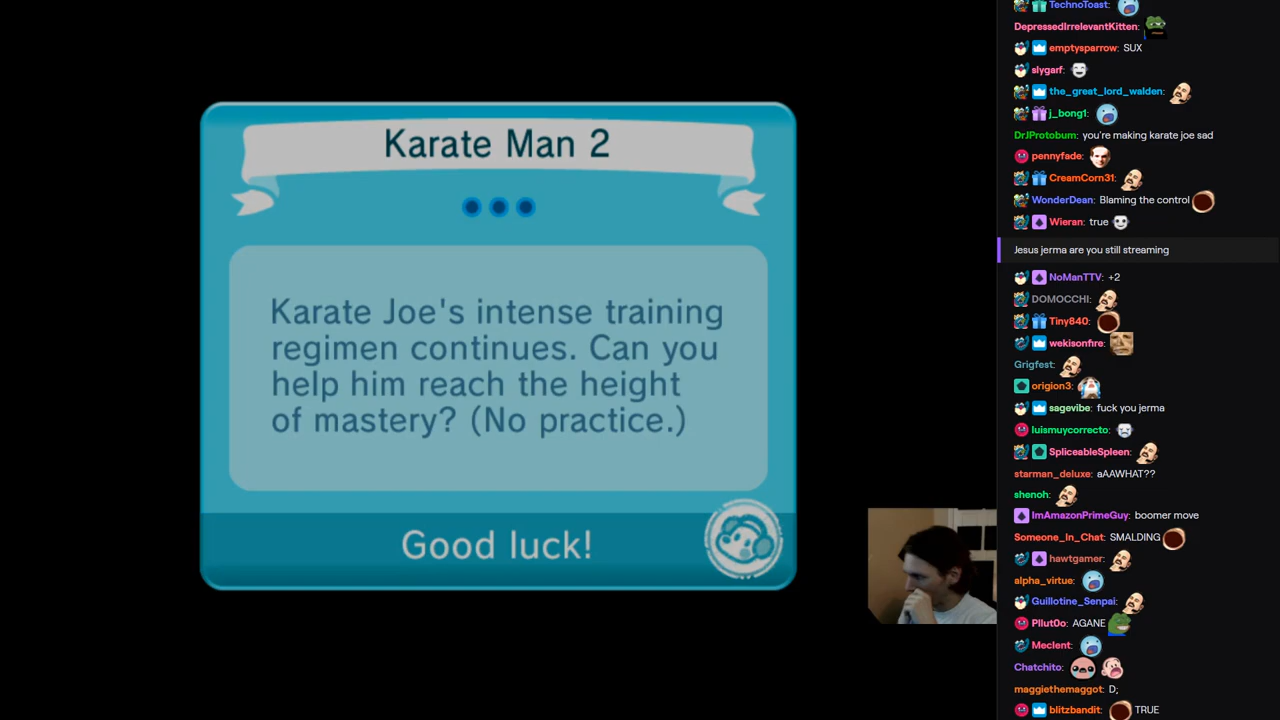 Karate Man 2
Karate Joe's intense training
regimen continues. Can you
help him reach the height
of mastery? (No practice.)
Good luck!
TechnoToast:
DepressedIrrelevantKitten:
emptysparrow: SUX
slygarf:
the_great_lord_walden:
j_bong1:
DrJProtobum: you're making karate joe sad
pennyfade:
CreamCorn31:
WonderDean: Blaming the control
Wieran: true
Jesus jerma are you still streaming
NoManTTV: +2
DOMOCCHI:
Tiny840:
wekisonfire:
Grigfest:
origion3:
sagevibe: fuck you jerma
luismuycorrecto:
SpliceableSpleen:
starman_deluxe: aAAWHAT??
shenoh:
ImAmazonPrimeGuy: boomer move
Someone_In_Chat: SMALDING
hawtgamer:
alpha_virtue:
Guillotine_Senpai:
Pllut0o: AGANE
Meclent:
Chatchito:
maggiethemaggot: D;
blitzbandit: TRUE